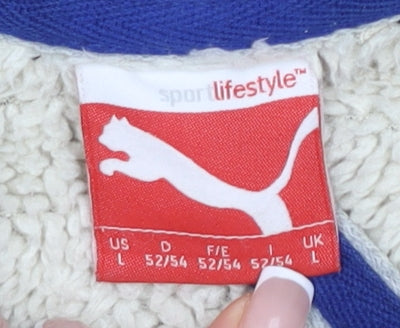 sportlifestyle™
US D F/E I UK
L 52/54 52/54 52/54 L